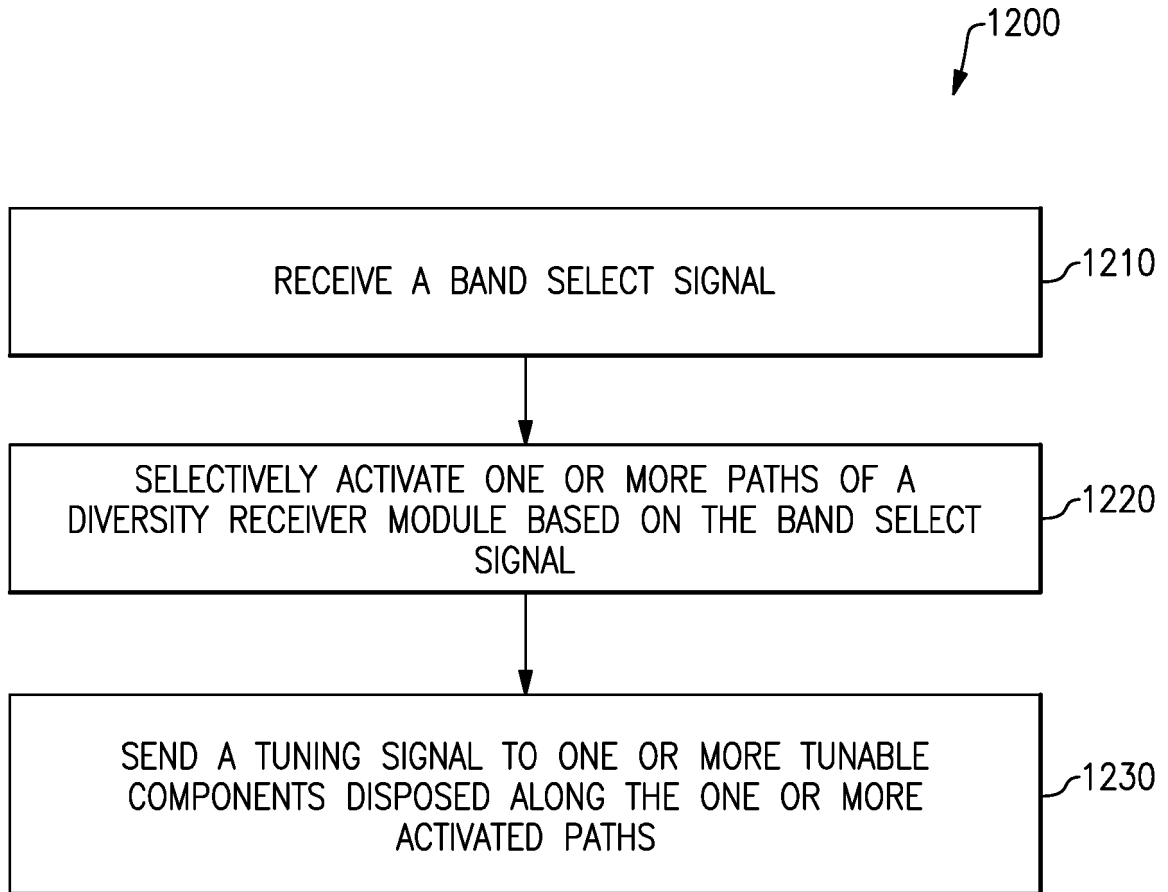 1200
RECEIVE A BAND SELECT SIGNAL
1210
SELECTIVELY ACTIVATE ONE OR MORE PATHS OF A
DIVERSITY RECEIVER MODULE BASED ON THE BAND SELECT
SIGNAL
1220
SEND A TUNING SIGNAL TO ONE OR MORE TUNABLE
COMPONENTS DISPOSED ALONG THE ONE OR MORE
ACTIVATED PATHS
1230